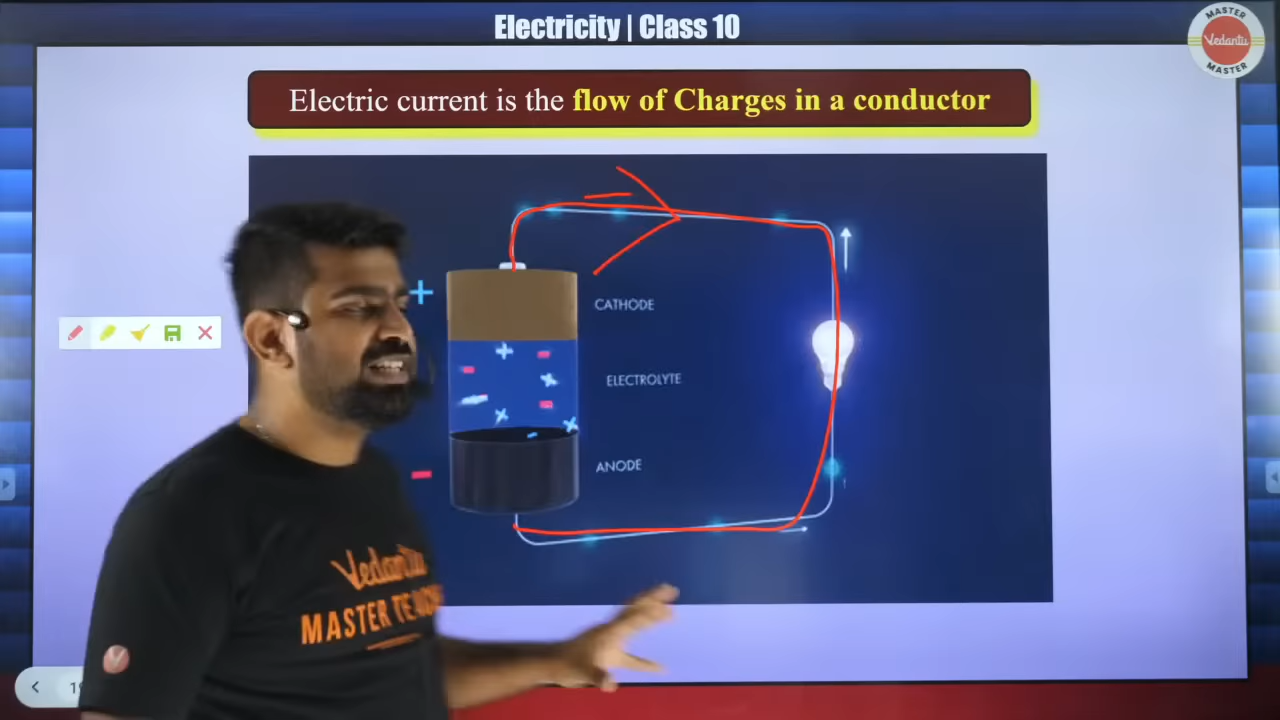 Electricity | Class 10
MASTER
Vedantu
MASTER
Electric current is the flow of Charges in a conductor
+
CATHODE
ELECTROLYTE
ANODE
Vedantu
MASTER